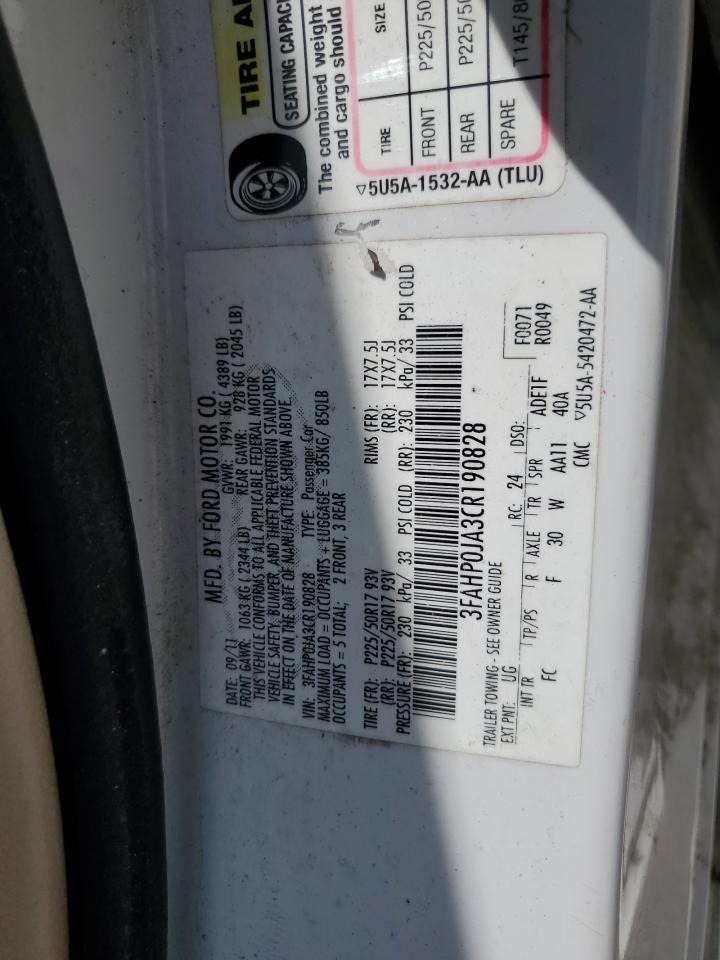 MFD. BY FORD MOTOR CO.
DATE: 09/11 GVWR: 1991 KG ( 4389 LB)
FRONT GAWR: 1063 KG ( 2344 LB) REAR GAWR: 928 KG ( 2045 LB)
THIS VEHICLE CONFORMS TO ALL APPLICABLE FEDERAL MOTOR
VEHICLE SAFETY, BUMPER, AND THEFT PREVENTION STANDARDS
IN EFFECT ON THE DATE OF MANUFACTURE SHOWN ABOVE.
VIN: 3FAHP0JA3CR190828 TYPE: Passenger Car
MAXIMUM LOAD = OCCUPANTS + LUGGAGE = 385KG/ 850LB
OCCUPANTS = 5 TOTAL; 2 FRONT, 3 REAR
TIRE (FR): P225/50R17 93V RIMS (FR): 17X7.5J
(RR): P225/50R17 93V (RR): 17X7.5J
PRESSURE (FR): 230 kPa/ 33 PSI COLD (RR): 230 kPa/ 33 PSI COLD
3FAHP0JA3CR190828
TRAILER TOWING - SEE OWNER GUIDE
EXT PNT: UG RC: 24 DSO: F0071
R0049
INT TR TP/PS R AXLE TR SPR ADE1F
FC F 30 W AA11 40A
CMC ▽5U5A-5420472-AA
TIRE
SEATING CAPAC
The combined weight
and cargo should
TIRE SIZE
FRONT P225/50
REAR P225/50
SPARE T145/80
▽5U5A-1532-AA (TLU)